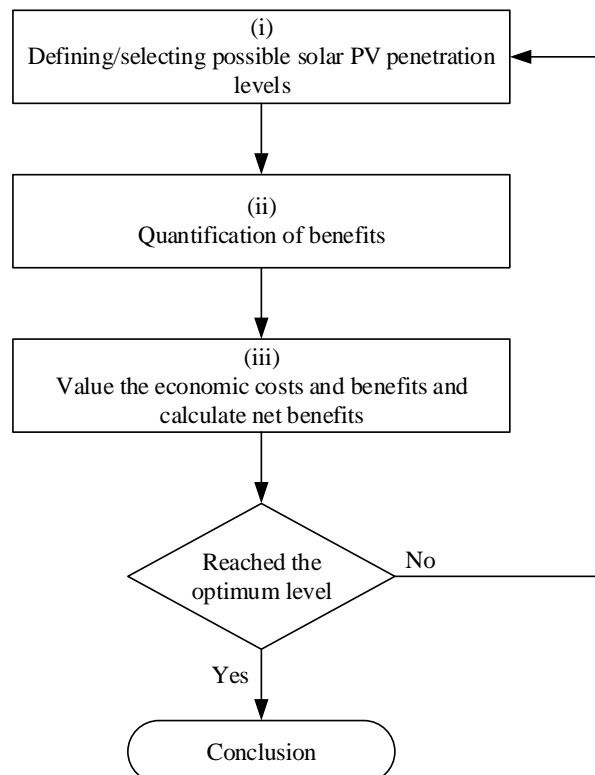 (i)
Defining/selecting possible solar PV penetration
levels
(ii)
Quantification of benefits
(iii)
Value the economic costs and benefits and
calculate net benefits
Reached the
optimum level
No
Yes
Conclusion